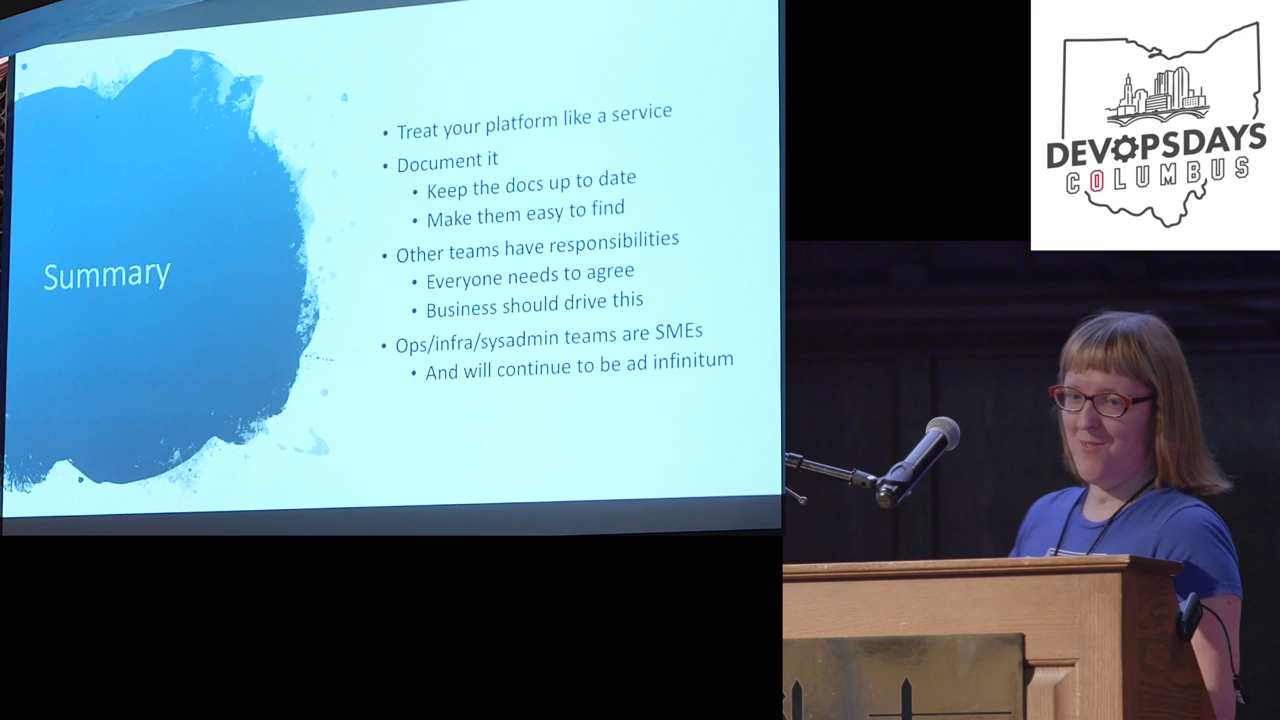 Summary
• Treat your platform like a service
• Document it
• Keep the docs up to date
• Make them easy to find
• Other teams have responsibilities
• Everyone needs to agree
• Business should drive this
• Ops/infra/sysadmin teams are SMEs
• And will continue to be ad infinitum
DEVOPSDAYS
COLUMBUS